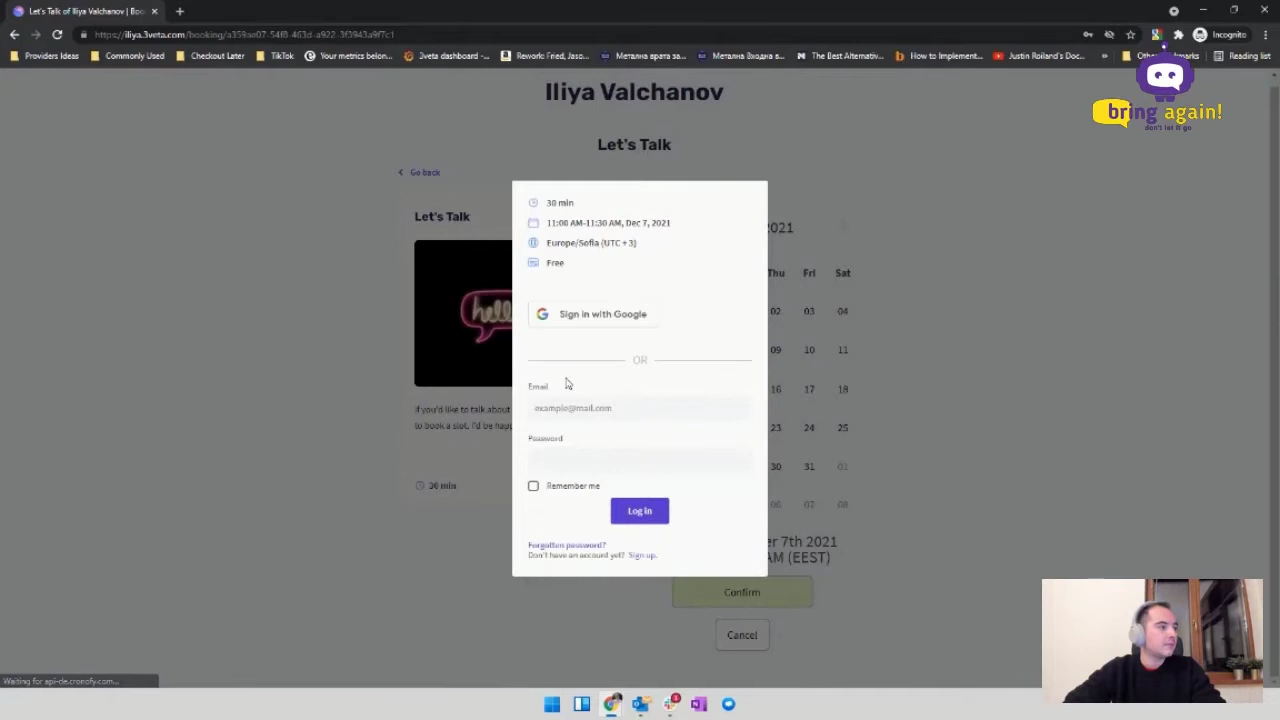 Let's Talk of Iliya Valchanov | Boo
https://iliya.3veta.com/booking/a359ae07-54f8-463d-a922-3f3943a9f7c1
Incognito
Providers Ideas
Commonly Used
Checkout Later
TikTok
Your metrics belon...
3veta dashboard -...
Rework Fried, Jaso...
Метална врата за...
Метална Входна в...
The Best Alternativ...
How to Implement...
Justin Roiland's Doc...
Reading list
bring again!
don't let it go
Iliya Valchanov
Let's Talk
Go back
Let's Talk
hell
If you'd like to talk about
to book a slot, I'd be hap
30 min
2021
Thu Fri Sat
02 03 04
09 10 11
16 17 18
23 24 25
30 31 01
06 07 08
er 7th 2021
AM (EEST)
Confirm
Cancel
30 min
11:00 AM-11:30 AM, Dec 7, 2021
Europe/Sofia (UTC + 3)
Free
Sign in with Google
OR
Email
example@mail.com
Password
Remember me
Log in
Forgotten password?
Don't have an account yet? Sign up.
Waiting for api-de.cronofy.com...